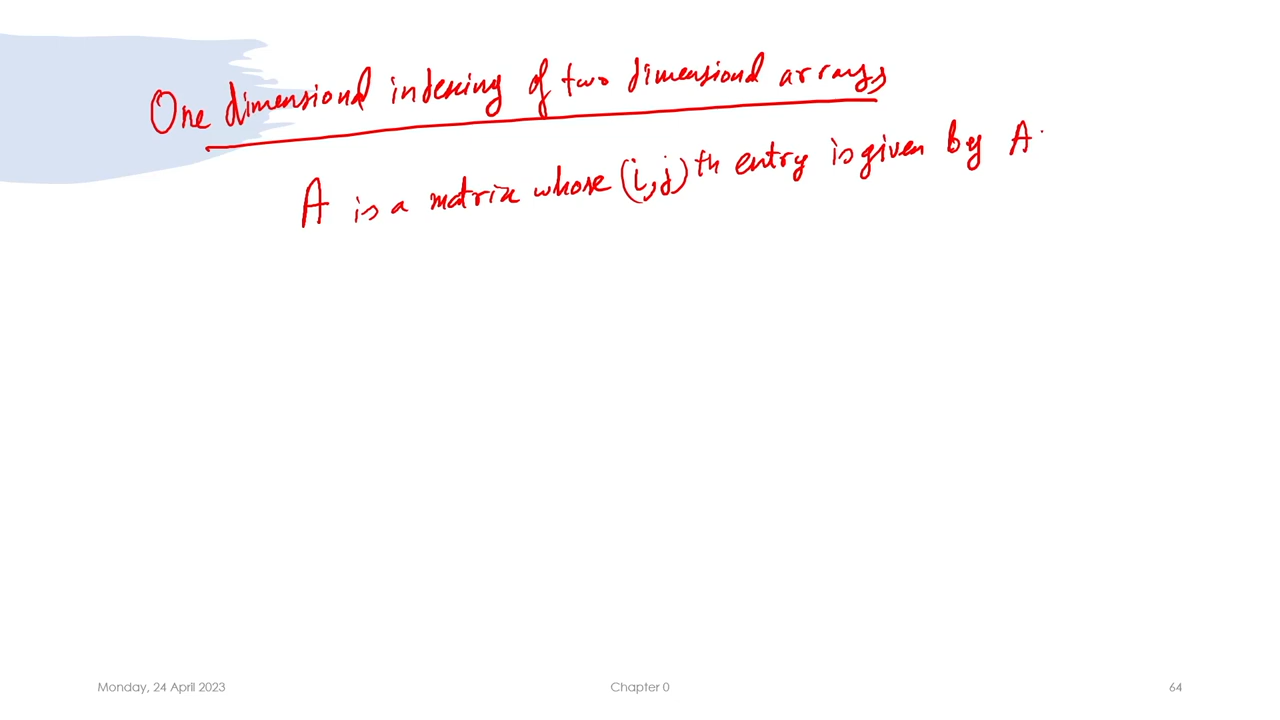 One dimensional indexing of two dimensional arrays
A is a matrix whose (i,j)th entry is given by A
Monday, 24 April 2023
Chapter 0
64